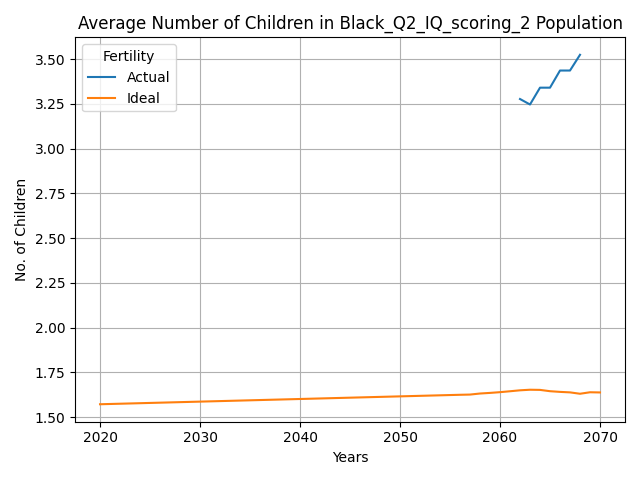 Average Number of Children in Black_Q2_IQ_scoring_2 Population
Fertility
Actual
Ideal
No. of Children
3.50
3.25
3.00
2.75
2.50
2.25
2.00
1.75
1.50
2020 2030 2040 2050 2060 2070
Years